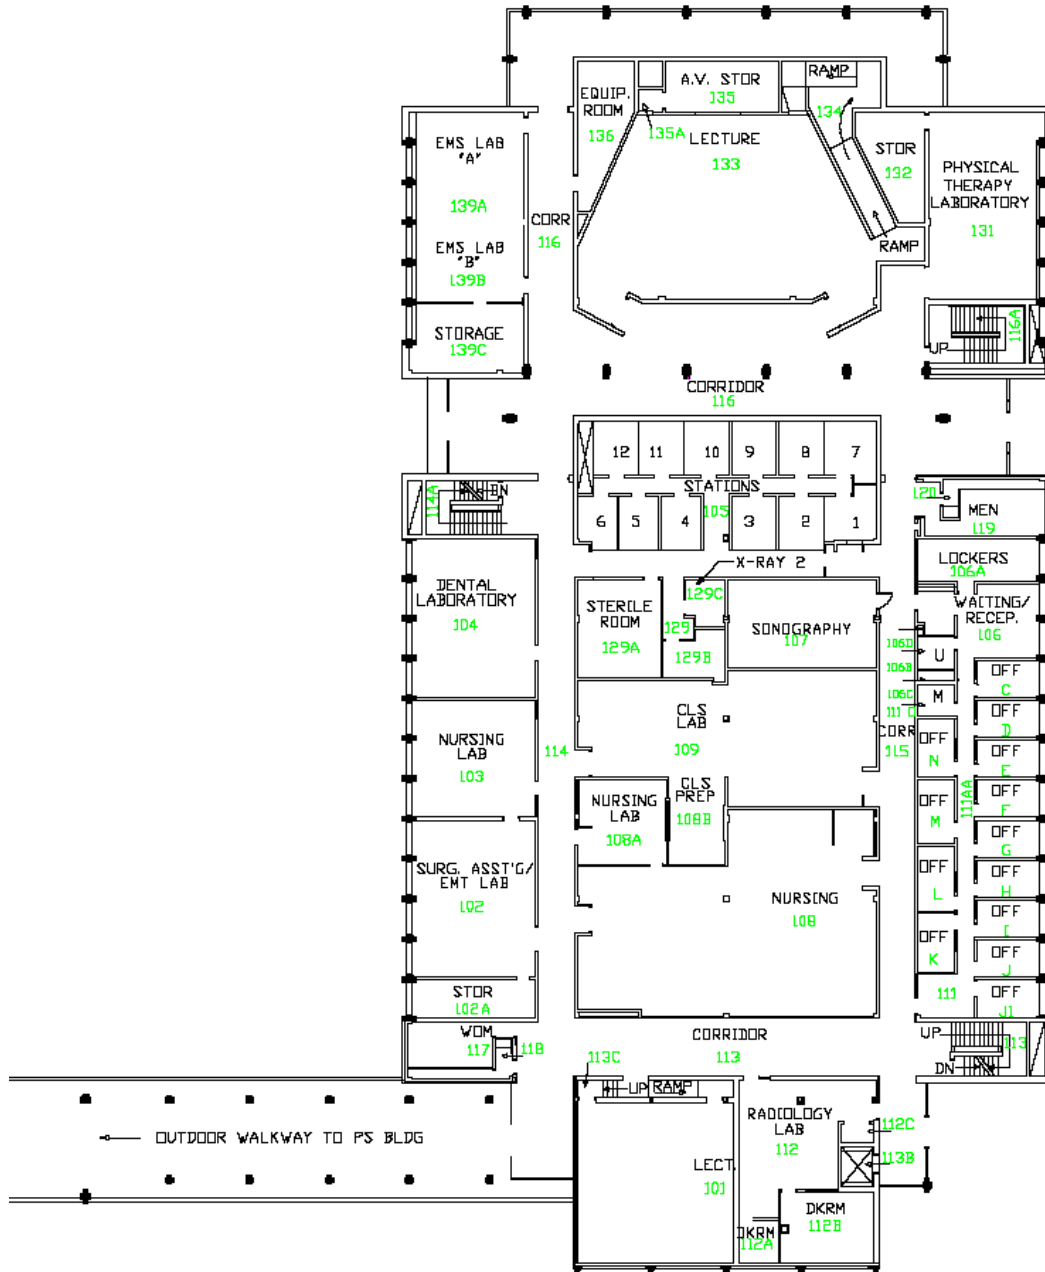 RAMP
A.V. STOR
135
EQUIP.
ROOM
136
135A
134
LECTURE
133
STOR
132
EMS LAB
"A"
139A
PHYSICAL
THERAPY
LABORATORY
131
CORR
116
RAMP
EMS LAB
"B"
139B
STORAGE
139C
116A
UP
CORRIDOR
116
12 11 10 9 8 7
STATIONS
105
6 5 4 3 2 1
114A
DN
120
MEN
119
LOCKERS
106A
X-RAY 2
129C
DENTAL
LABORATORY
104
STERILE
ROOM
129A
129
129B
SONOGRAPHY
107
WAITING/
RECEP.
106
106D
U
106B
106C
M
111C
OFF
C
OFF
D
CLS
LAB
109
CORR
115
OFF
N
OFF
E
NURSING
LAB
103
114
CLS
PREP
108B
NURSING
LAB
108A
OFF
M
111AA
OFF
F
OFF
G
SURG. ASST'G/
EMT LAB
102
OFF
L
OFF
H
NURSING
108
OFF
I
OFF
K
OFF
J
STOR
102A
111
OFF
J1
WOM
117
118
CORRIDOR
113
UP
113
DN
113C
UP
RAMP
RADIOLOGY
LAB
112
112C
113B
OUTDOOR WALKWAY TO PS BLDG
LECT.
101
DKRM
112B
DKRM
112A